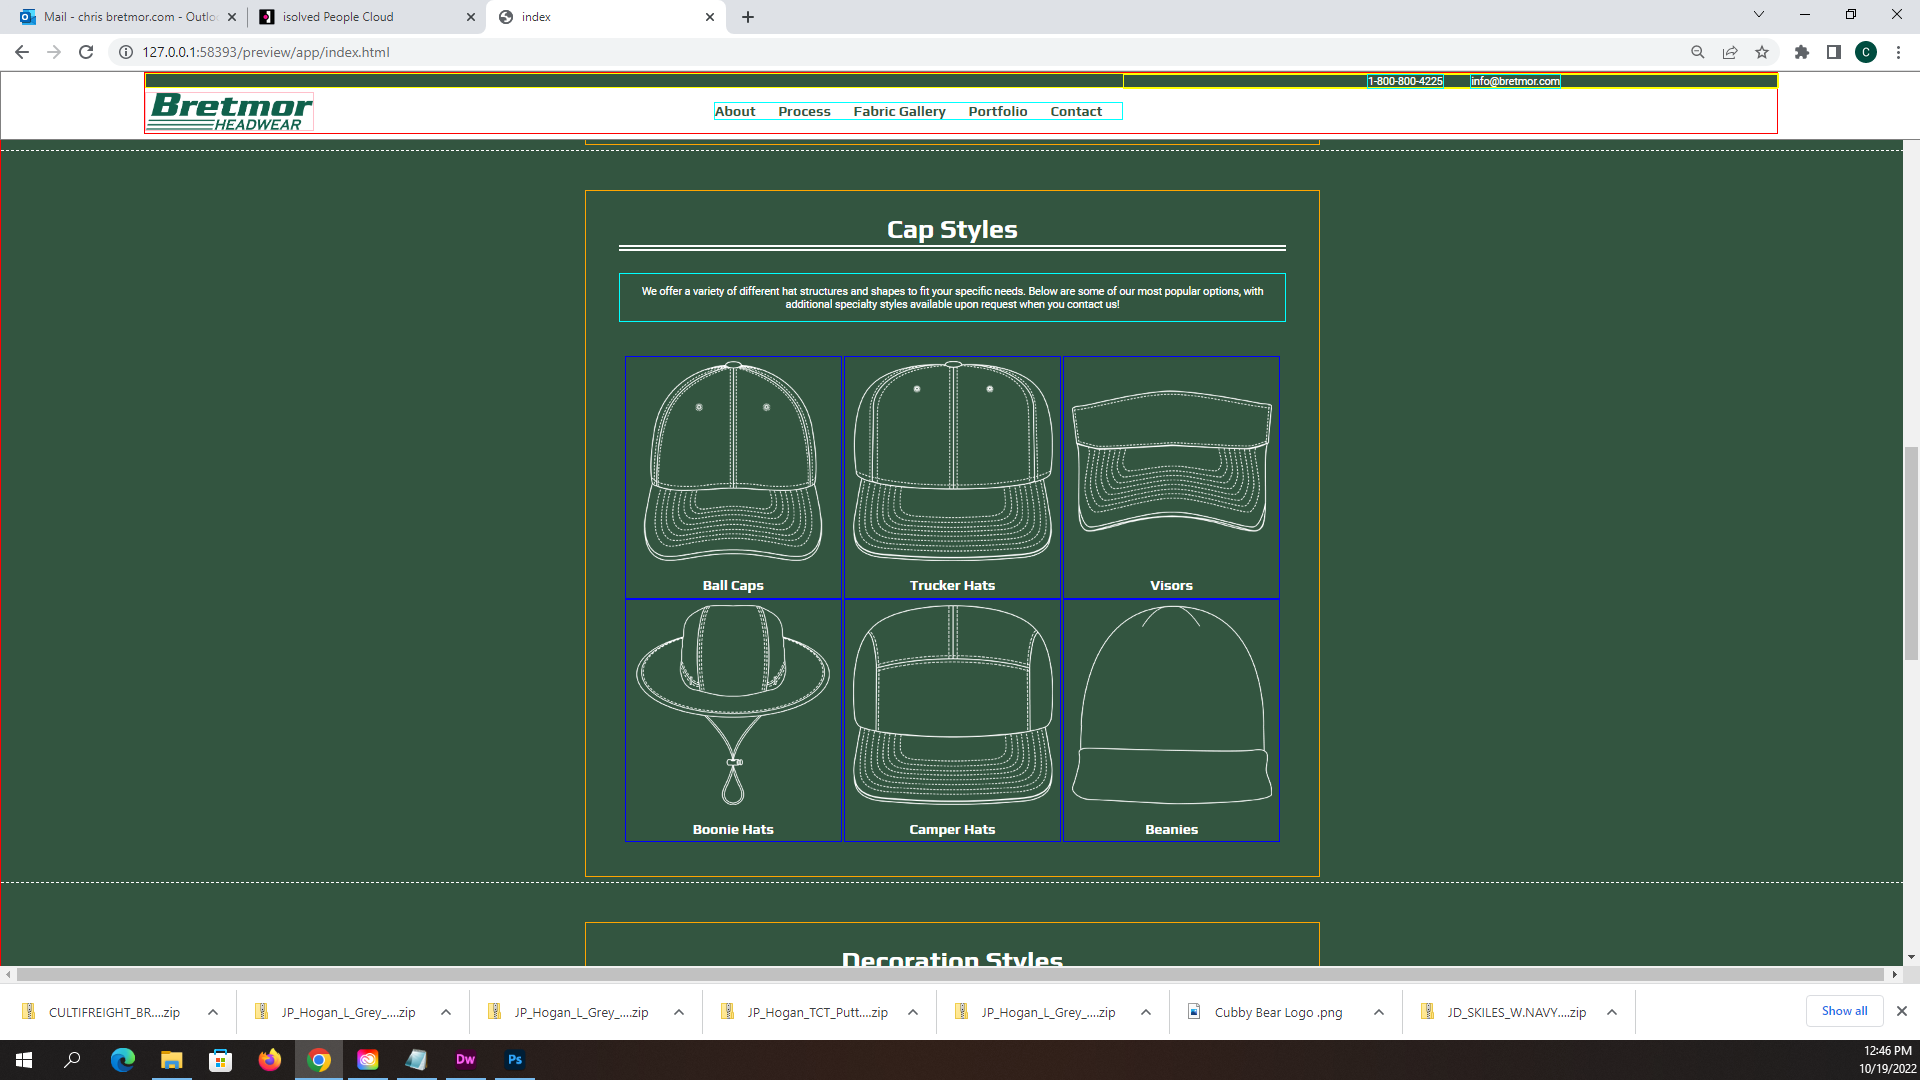 Mail - chris bretmor.com - Outlo
isolved People Cloud
index
127.0.0.1:58393/preview/app/index.html
C
1-800-800-4225 info@bretmor.com
Bretmor
HEADWEAR
About Process Fabric Gallery Portfolio Contact
Cap Styles
We offer a variety of different hat structures and shapes to fit your specific needs. Below are some of our most popular options, with
additional specialty styles available upon request when you contact us!
Ball Caps Trucker Hats Visors
Boonie Hats Camper Hats Beanies
Decoration Styles
CULTIFREIGHT_BR....zip JP_Hogan_L_Grey_....zip JP_Hogan_L_Grey_....zip JP_Hogan_TCT_Putt....zip JP_Hogan_L_Grey_....zip Cubby Bear Logo .png JD_SKILES_W.NAVY....zip Show all
Dw Ps
12:46 PM
10/19/2022